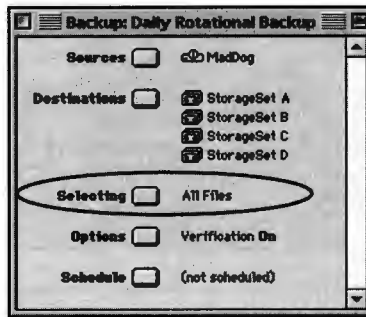 Backup: Daily Rotational Backup
Sources MadDog
Destinations StorageSet A
StorageSet B
StorageSet C
StorageSet D
Selecting All Files
Options Verification On
Schedule (not scheduled)